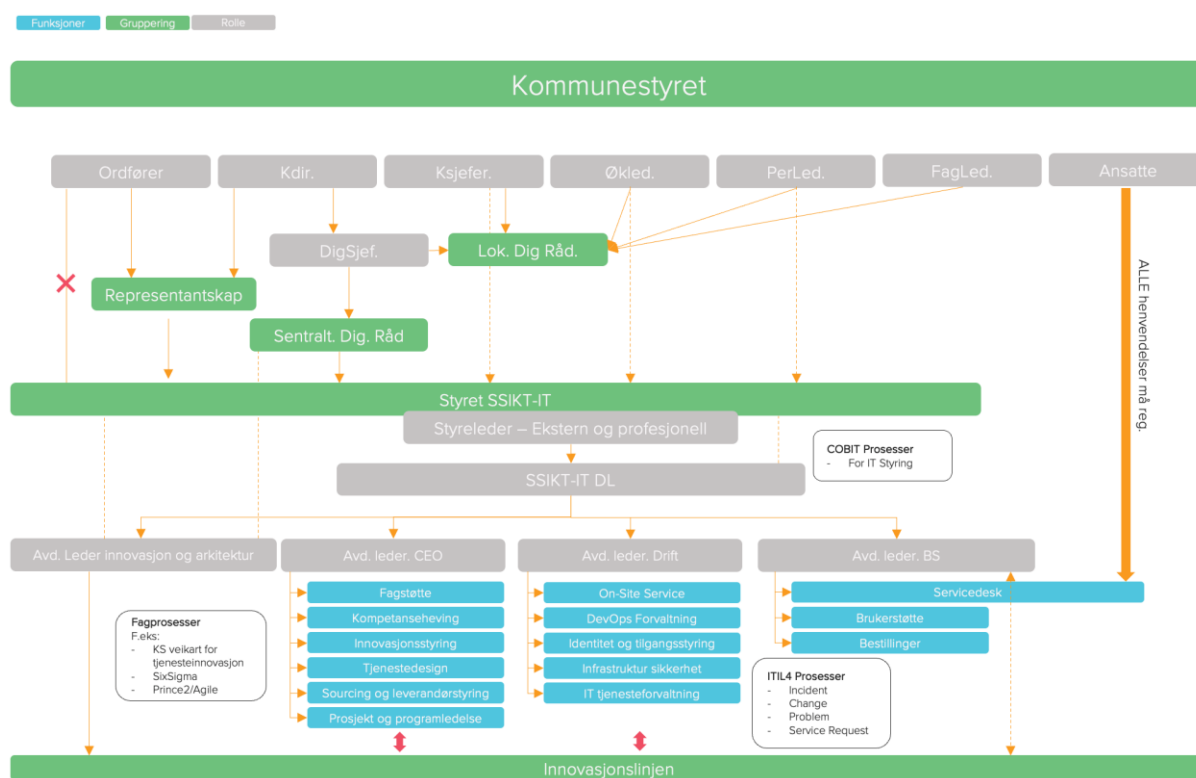 Funksjoner
Gruppering
Rolle
Kommunestyret
Ordfører
Kdir.
Ksjefer.
Økled.
PerLed.
FagLed.
Ansatte
DigSjef.
Lok. Dig Råd.
Representantskap
Sentralt. Dig. Råd
ALLE henvendelser må reg.
Styret SSIKT-IT
Styreleder – Ekstern og profesjonell
COBIT Prosesser
- For IT Styring
SSIKT-IT DL
Avd. Leder innovasjon og arkitektur
Avd. leder. CEO
Avd. leder. Drift
Avd. leder. BS
Fagstøtte
Kompetanseheving
Innovasjonsstyring
Tjenestedesign
Sourcing og leverandørstyring
Prosjekt og programledelse
On-Site Service
DevOps Forvaltning
Identitet og tilgangsstyring
Infrastruktur sikkerhet
IT tjenesteforvaltning
Servicedesk
Brukerstøtte
Bestillinger
Fagprosesser
F.eks:
- KS veikart for
tjenesteinnovasjon
- SixSigma
- Prince2/Agile
ITIL4 Prosesser
- Incident
- Change
- Problem
- Service Request
Innovasjonslinjen